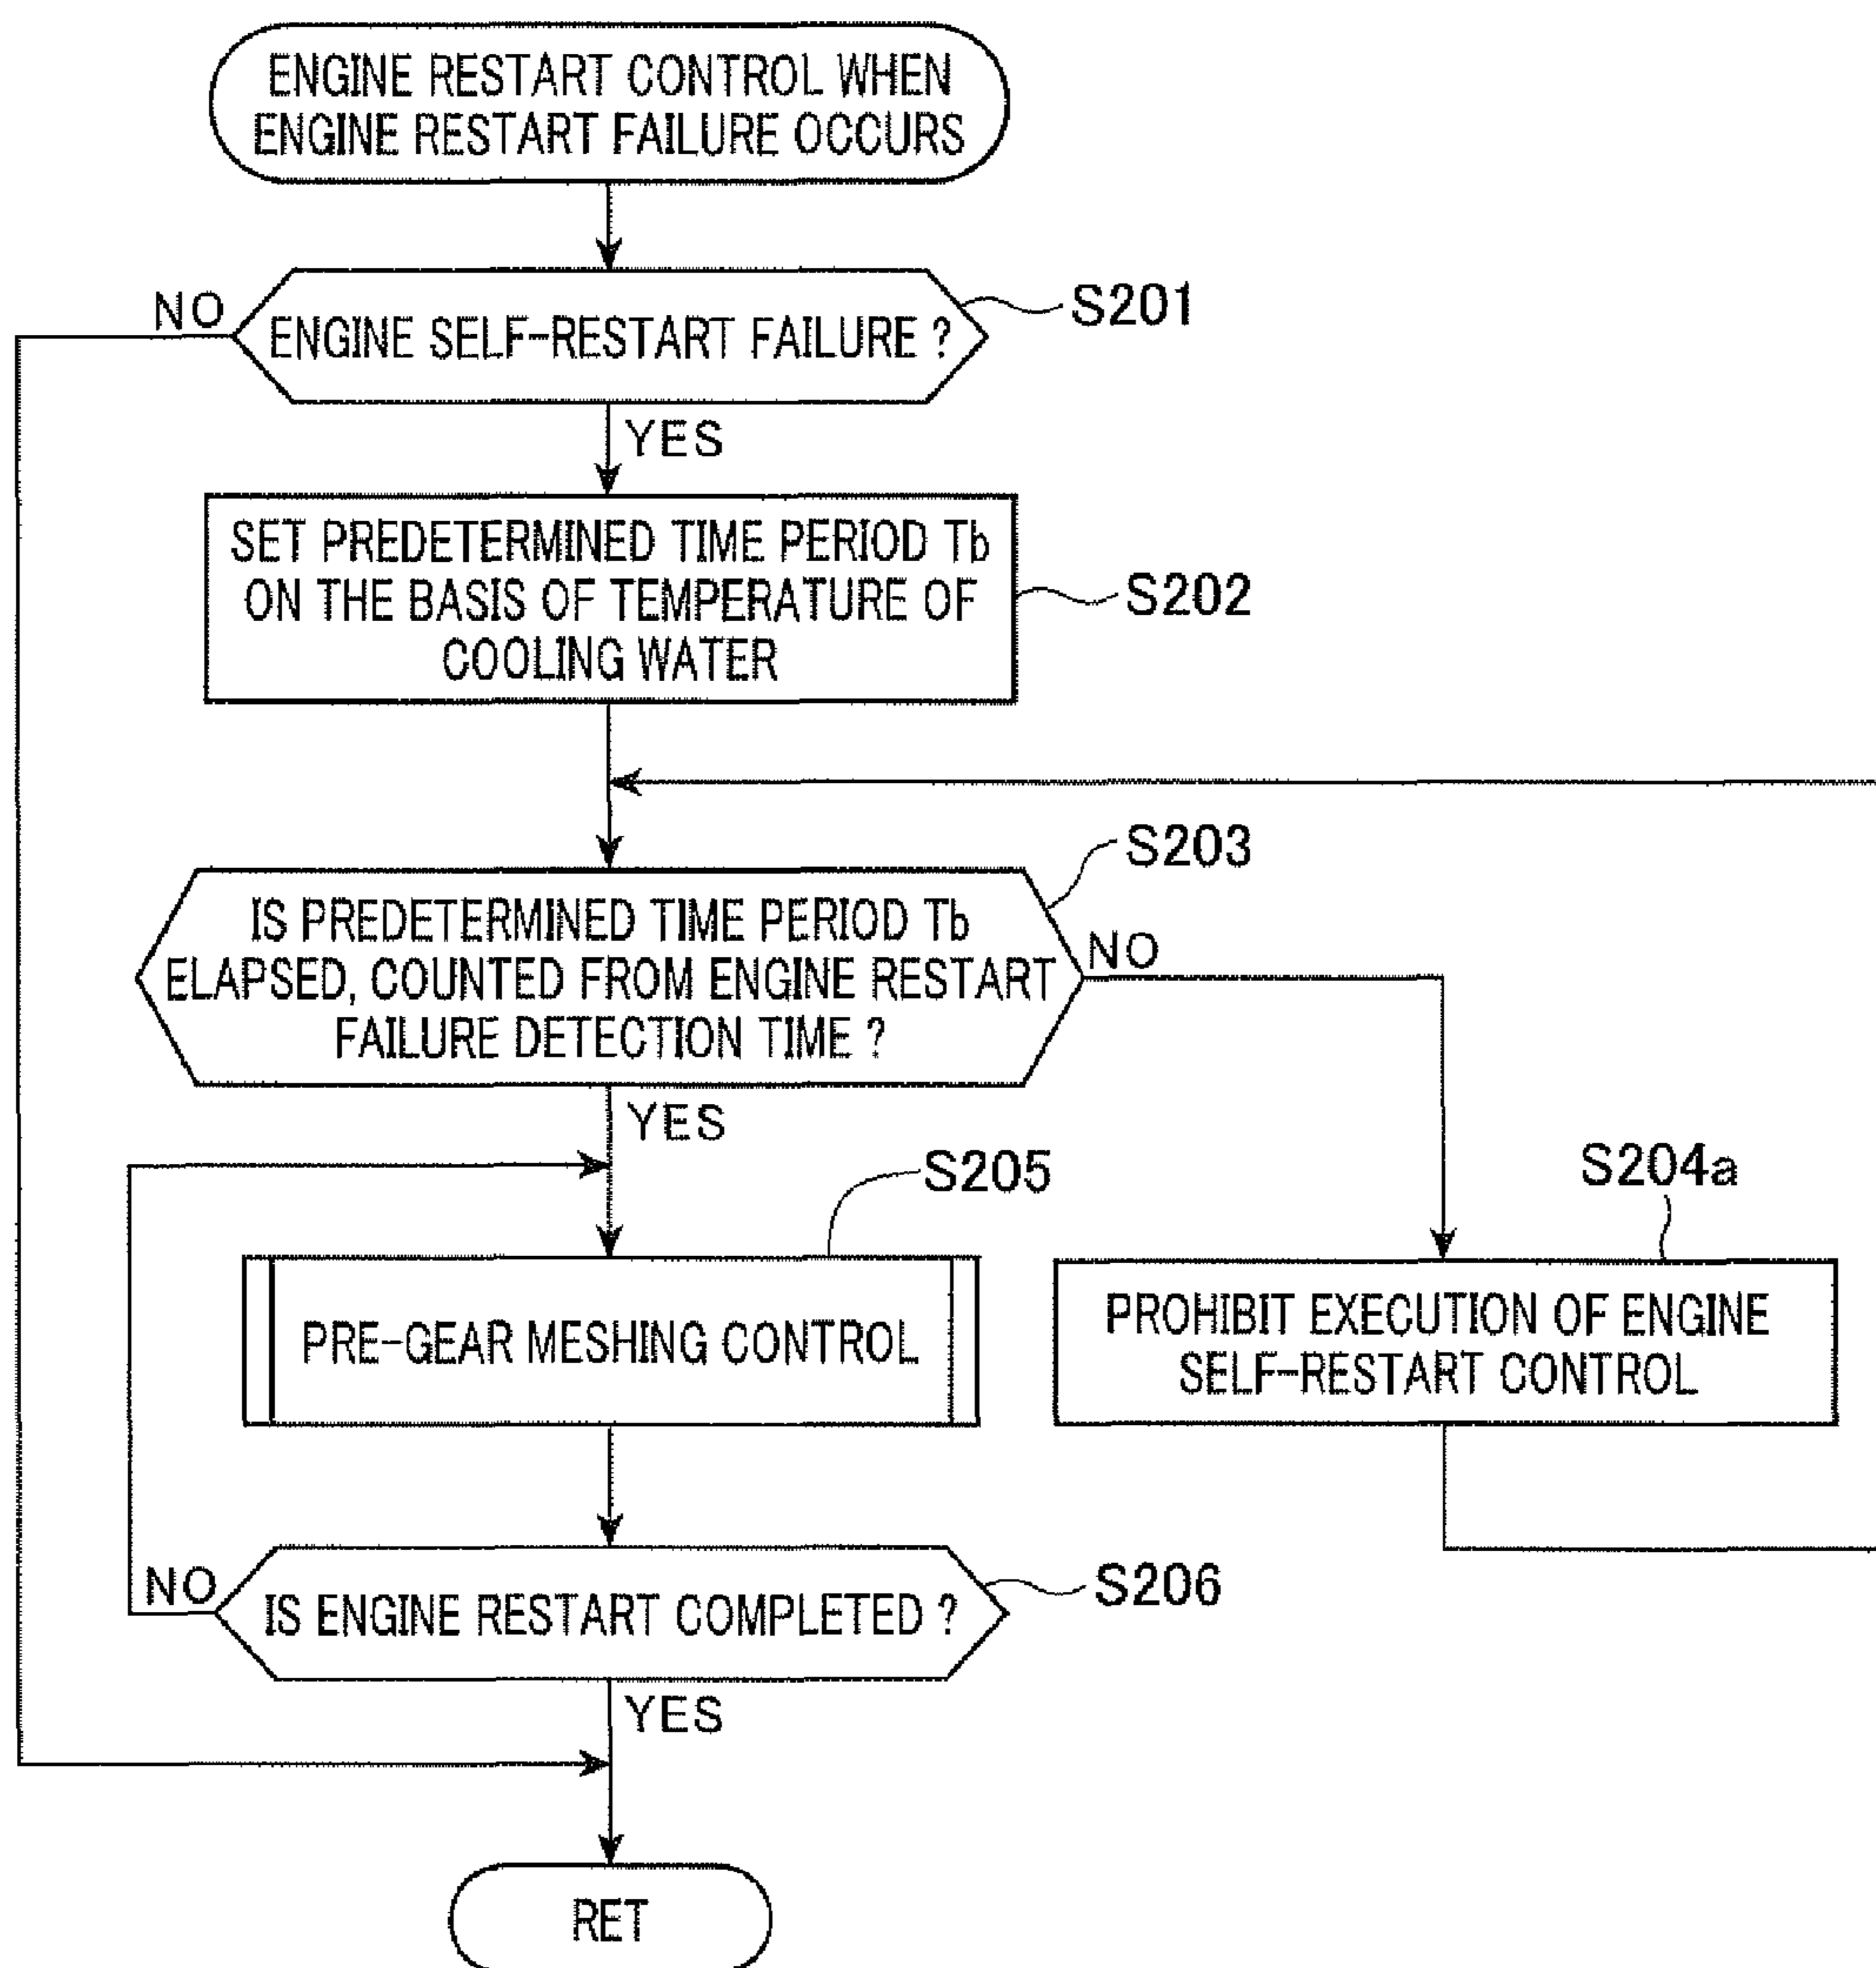 ENGINE RESTART CONTROL WHEN
ENGINE RESTART FAILURE OCCURS
NO
ENGINE SELF-RESTART FAILURE ?
S201
YES
SET PREDETERMINED TIME PERIOD Tb
ON THE BASIS OF TEMPERATURE OF
COOLING WATER
S202
S203
IS PREDETERMINED TIME PERIOD Tb
ELAPSED, COUNTED FROM ENGINE RESTART
FAILURE DETECTION TIME ?
NO
YES
S205
S204a
PRE-GEAR MESHING CONTROL
PROHIBIT EXECUTION OF ENGINE
SELF-RESTART CONTROL
NO
IS ENGINE RESTART COMPLETED ?
S206
YES
RET